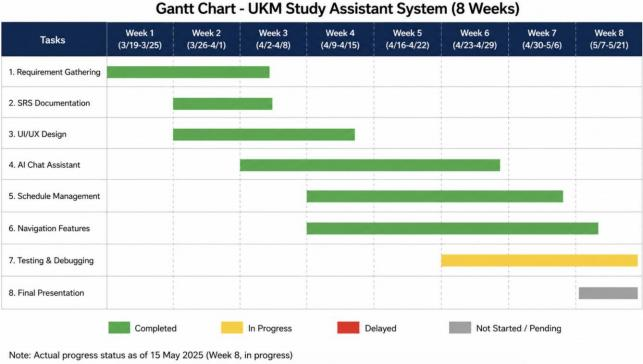 Gantt Chart - UKM Study Assistant System (8 Weeks)
Tasks
Week 1
(3/19-3/25)
Week 2
(3/26-4/1)
Week 3
(4/2-4/8)
Week 4
(4/9-4/15)
Week 5
(4/16-4/22)
Week 6
(4/23-4/29)
Week 7
(4/30-5/6)
Week 8
(5/7-5/21)
1. Requirement Gathering
2. SRS Documentation
3. UI/UX Design
4. AI Chat Assistant
5. Schedule Management
6. Navigation Features
7. Testing & Debugging
8. Final Presentation
Completed
In Progress
Delayed
Not Started / Pending
Note: Actual progress status as of 15 May 2025 (Week 8, in progress)